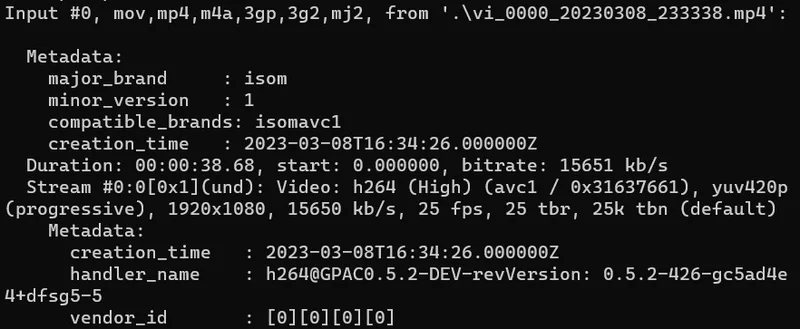 Input #0, mov,mp4,m4a,3gp,3g2,mj2, from '.\vi_0000_20230308_233338.mp4':
Metadata:
major_brand     : isom
minor_version   : 1
compatible_brands: isomavc1
creation_time   : 2023-03-08T16:34:26.000000Z
Duration: 00:00:38.68, start: 0.000000, bitrate: 15651 kb/s
Stream #0:0[0x1](und): Video: h264 (High) (avc1 / 0x31637661), yuv420p
(progressive), 1920x1080, 15650 kb/s, 25 fps, 25 tbr, 25k tbn (default)
Metadata:
creation_time   : 2023-03-08T16:34:26.000000Z
handler_name    : h264@GPAC0.5.2-DEV-revVersion: 0.5.2-426-gc5ad4e
4+dfsg5-5
vendor_id       : [0][0][0][0]